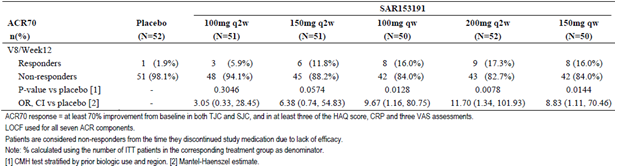 SAR153191
ACR70 Placebo 100mg q2w 150mg q2w 100mg qw 200mg q2w 150mg qw
n(%) (N=52) (N=51) (N=51) (N=50) (N=52) (N=50)
V8/Week12
Responders 1 (1.9%) 3 (5.9%) 6 (11.8%) 8 (16.0%) 9 (17.3%) 8 (16.0%)
Non-responders 51 (98.1%) 48 (94.1%) 45 (88.2%) 42 (84.0%) 43 (82.7%) 42 (84.0%)
P-value vs placebo [1] - 0.3046 0.0574 0.0128 0.0078 0.0144
OR, CI vs placebo [2] - 3.05 (0.33, 28.45) 6.38 (0.74, 54.83) 9.67 (1.16, 80.75) 11.70 (1.34, 101.93) 8.83 (1.11, 70.46)
ACR70 response = at least 70% improvement from baseline in both TJC and SJC, and in at least three of the HAQ score, CRP and three VAS assessments.
LOCF used for all seven ACR components.
Patients are considered non-responders from the time they discontinued study medication due to lack of efficacy.
Note: % calculated using the number of ITT patients in the corresponding treatment group as denominator.
[1] CMH test stratified by prior biologic use and region. [2] Mantel-Haenszel estimate.